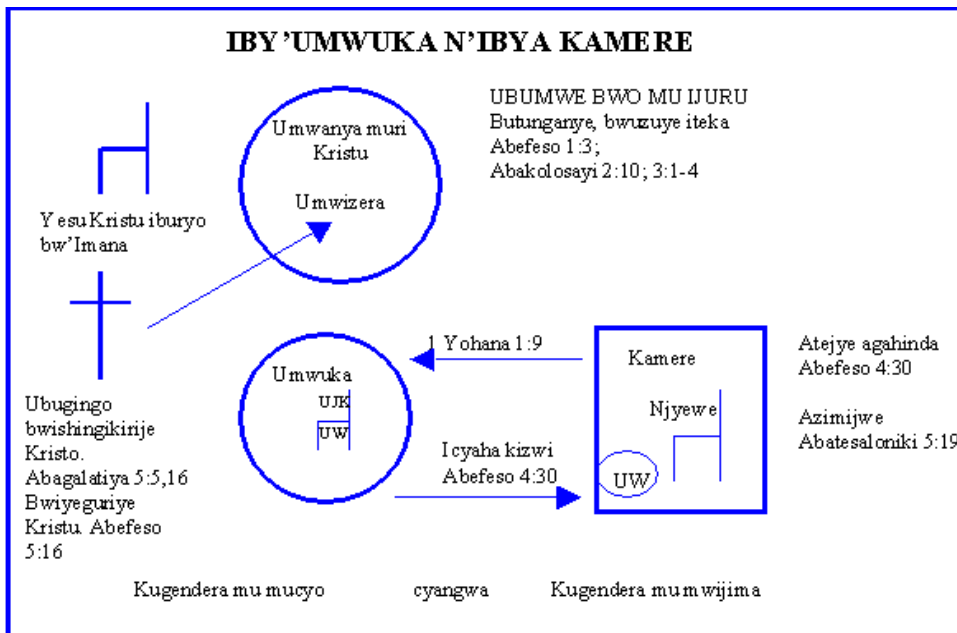 IBY'UMWUKA N'IBYA KAMERE
Umwanya muri
Kristu
Umwizera
UBUMWE BWO MU IJURU
Butunganye, bwuzuye iteka
Abefeso 1:3;
Abakolosayi 2:10; 3:1-4
Yesu Kristu iburyo
bw'Imana
Ubugingo
bwishingikirije
Kristo.
Abagalatiya 5:5,16
Bwiyeguriye
Kristu. Abefeso
5:16
Umwuka
UJK
UW
1 Yohana 1:9
Icyaha kizwi
Abefeso 4:30
Kamere
Njyewe
UW
Atejye agahinda
Abefeso 4:30
Azimijwe
Abatesaloniki 5:19
Kugendera mu mucyo cyangwa Kugendera mu mwijima